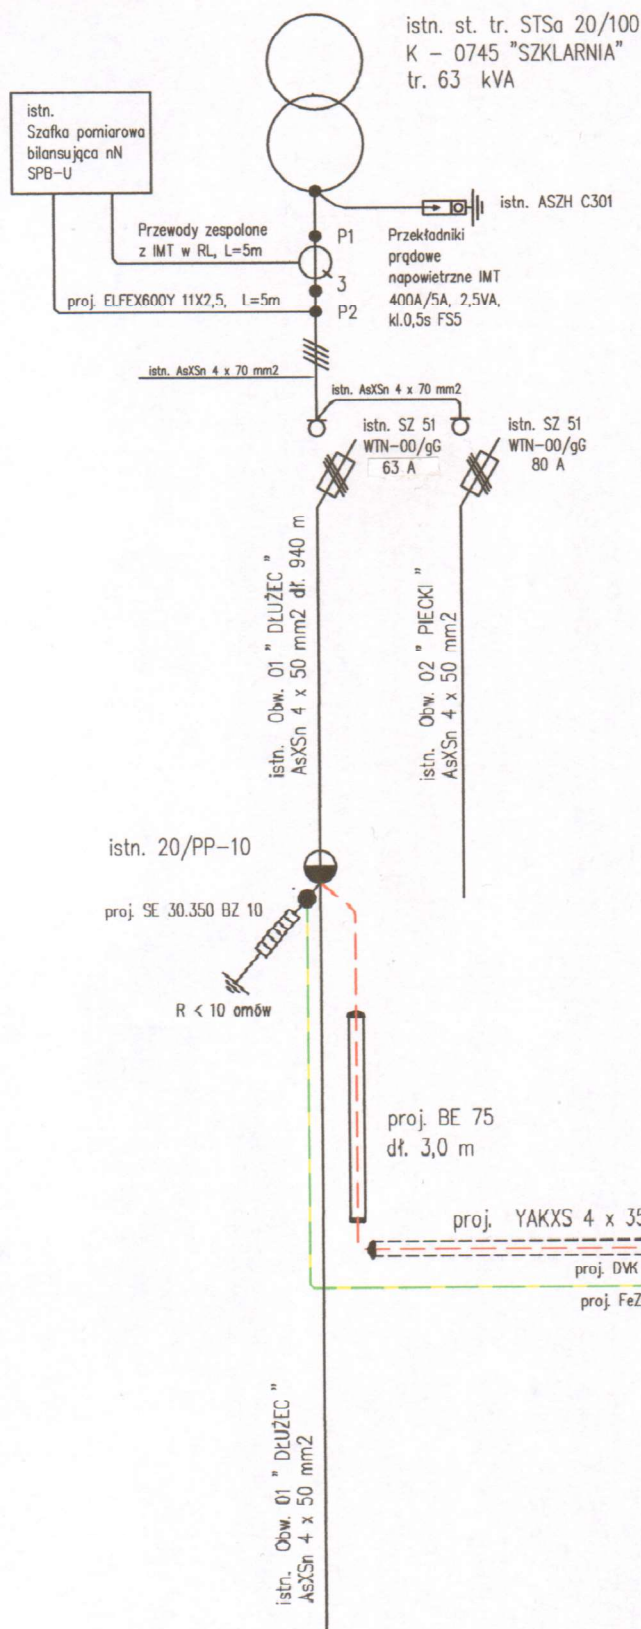 istn. st. tr. STSa 20/100
K - 0745 "SZKLARNIA"
tr. 63 kVA
istn.
Szafka pomiarowa
bilansująca nN
SPB-U
istn. ASZH C301
Przewody zespolone
z IMT w RL, L=5m
P1
3
P2
Przekładniki
prądowe
napowietrzne IMT
400A/5A, 2,5VA,
kl.0,5s FS5
proj. ELFEX600Y 11X2,5, L=5m
istn. AsXSn 4 x 70 mm2
istn. AsXSn 4 x 70 mm2
istn. SZ 51
WTN-00/gG
63 A
istn. SZ 51
WTN-00/gG
80 A
istn. Obw. 01 " DŁUŻEC "
AsXSn 4 x 50 mm2 dł. 940 m
istn. Obw. 02 " PIECKI "
AsXSn 4 x 50 mm2
istn. 20/PP-10
proj. SE 30.350 BZ 10
R < 10 omów
proj. BE 75
dł. 3,0 m
proj. YAKXS 4 x 35
proj. DVK
proj. FeZ
istn. Obw. 01 " DŁUŻEC "
AsXSn 4 x 50 mm2